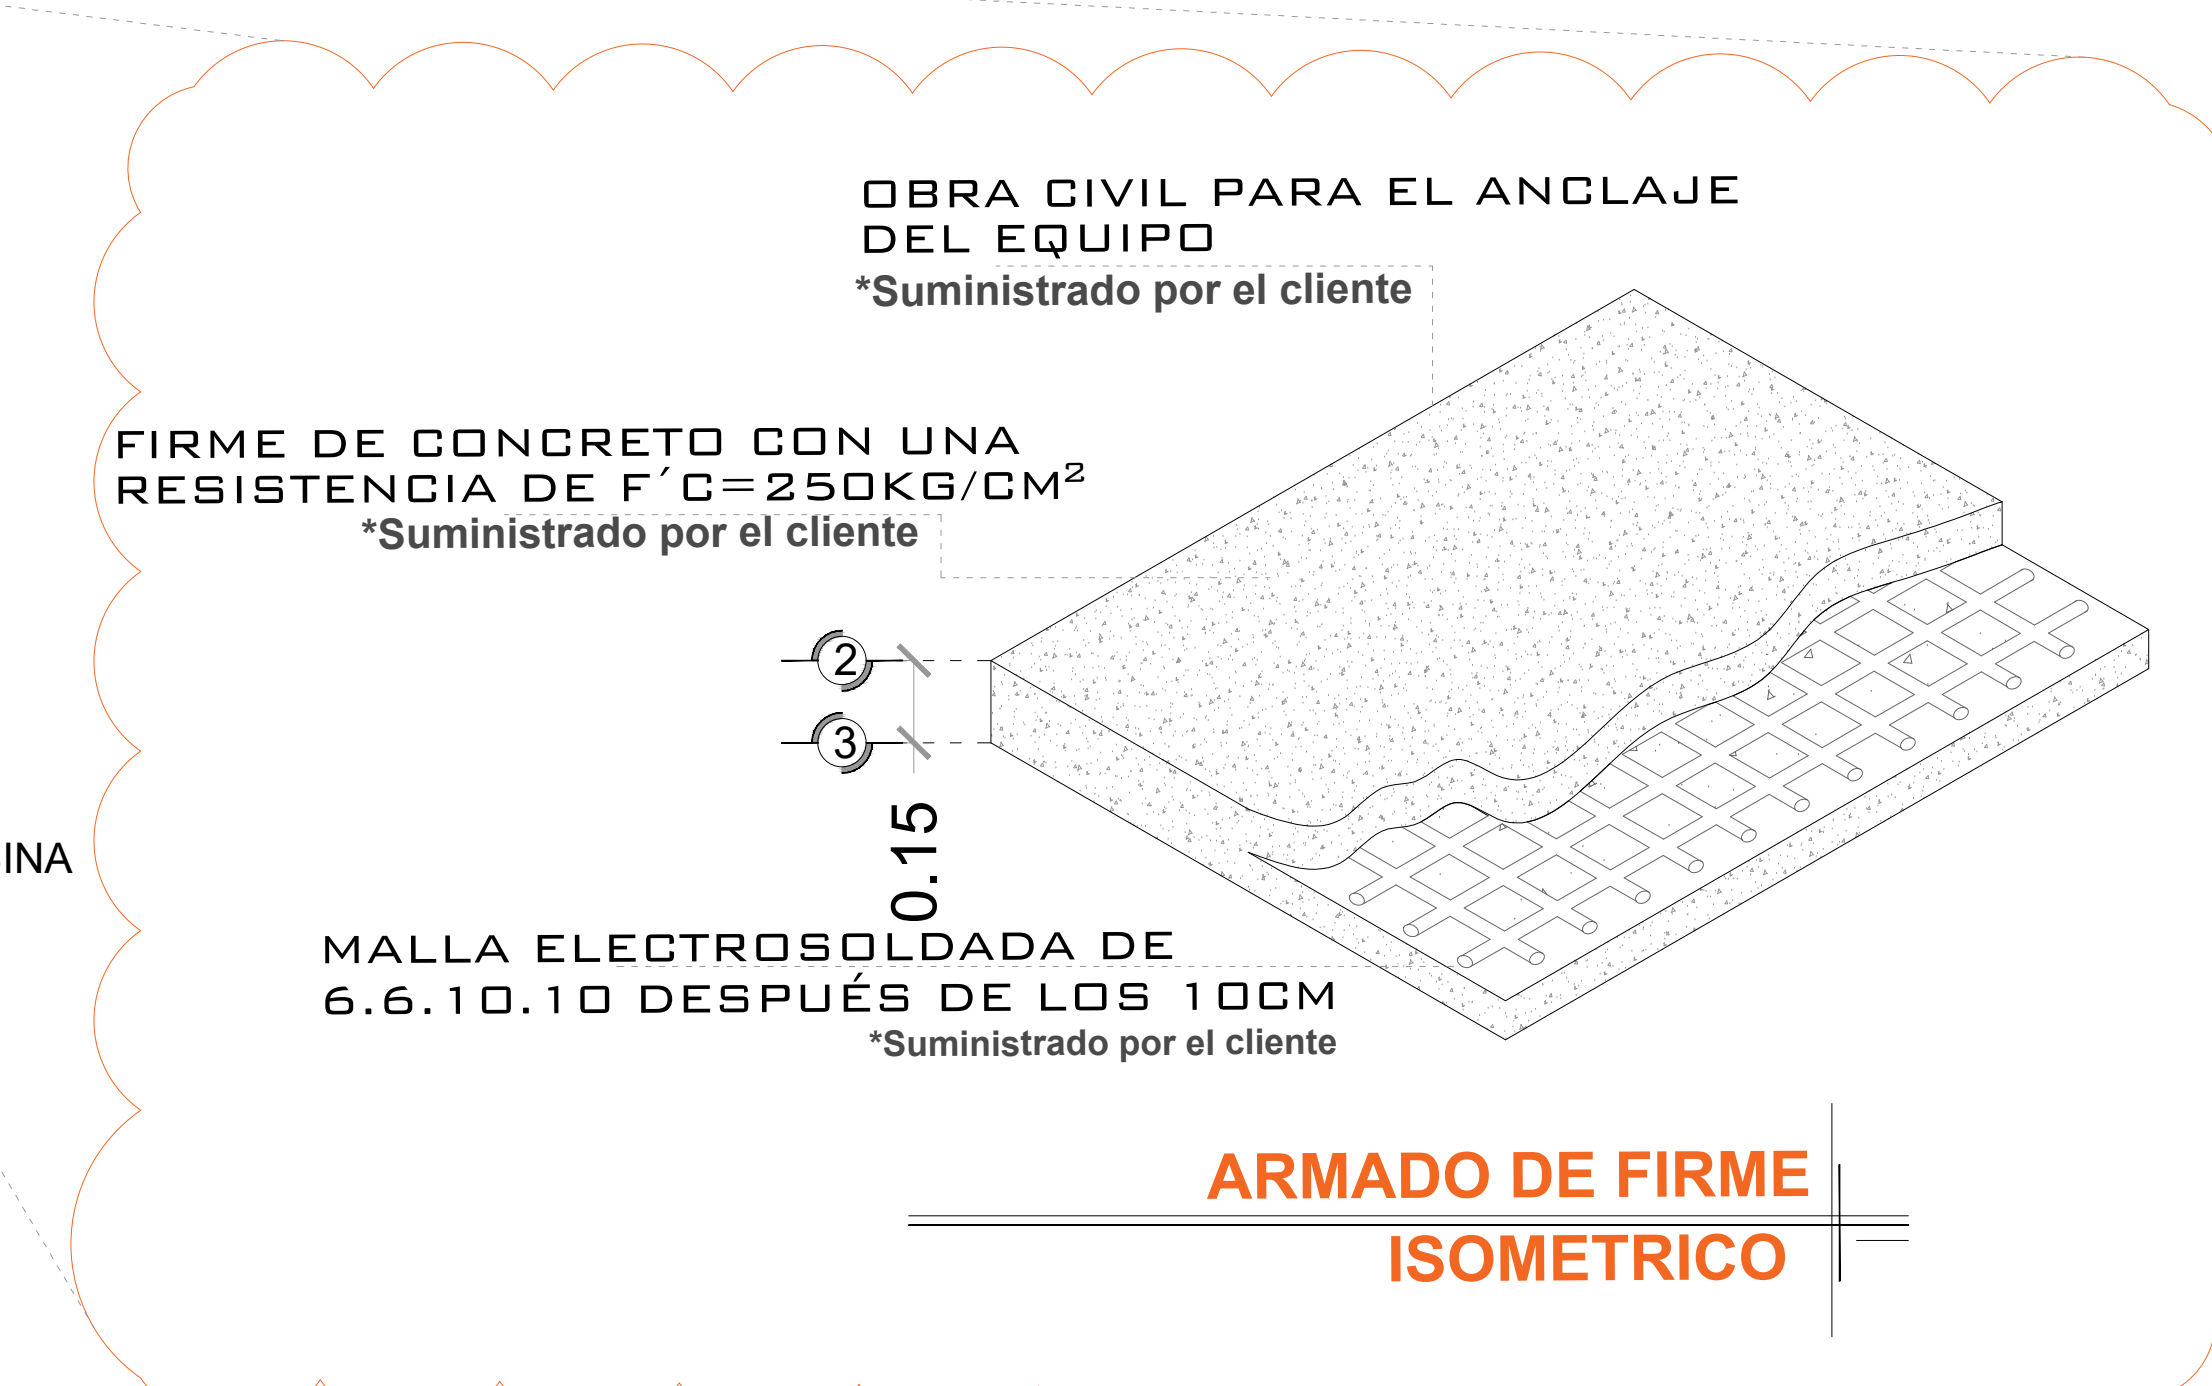 OBRA CIVIL PARA EL ANCLAJE
DEL EQUIPO
*Suministrado por el cliente
FIRME DE CONCRETO CON UNA
RESISTENCIA DE F´C=250KG/CM²
*Suministrado por el cliente
2
3
0.15
INA
MALLA ELECTROSOLDADA DE
6.6.10.10 DESPUÉS DE LOS 10CM
*Suministrado por el cliente
ARMADO DE FIRME
ISOMETRICO